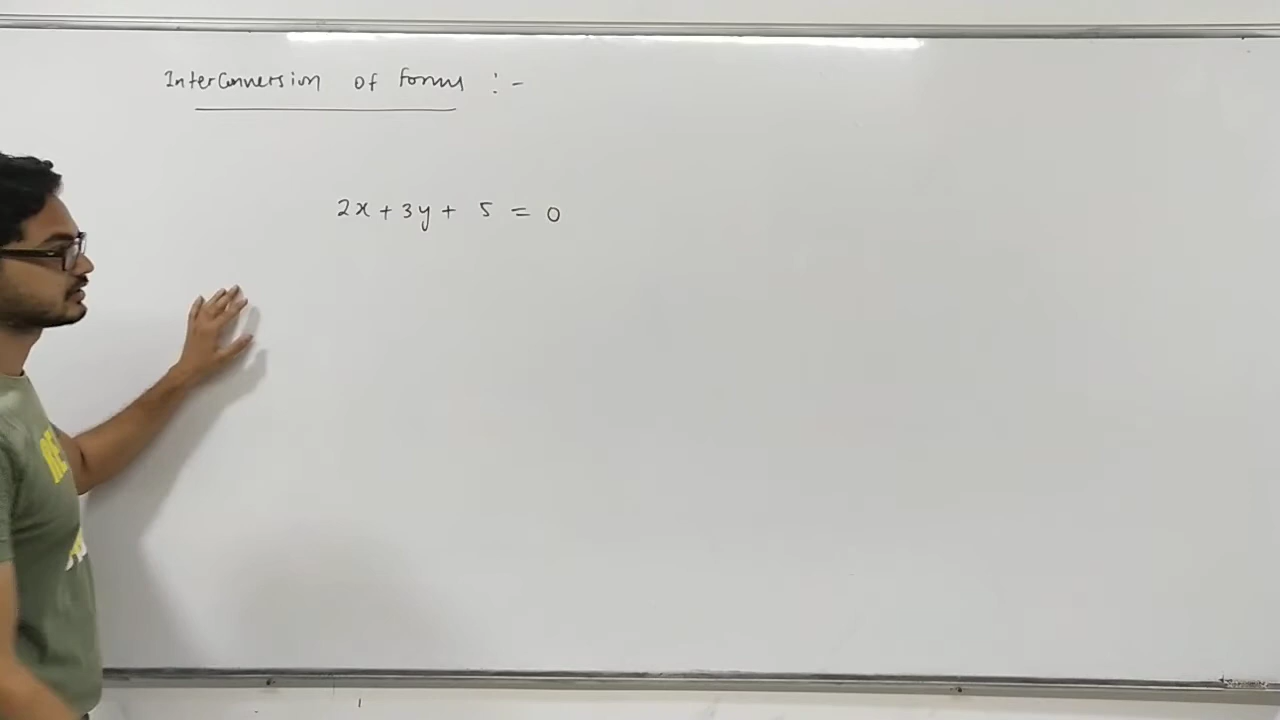 Interconversion of forms :-
2x + 3y + 5 = 0